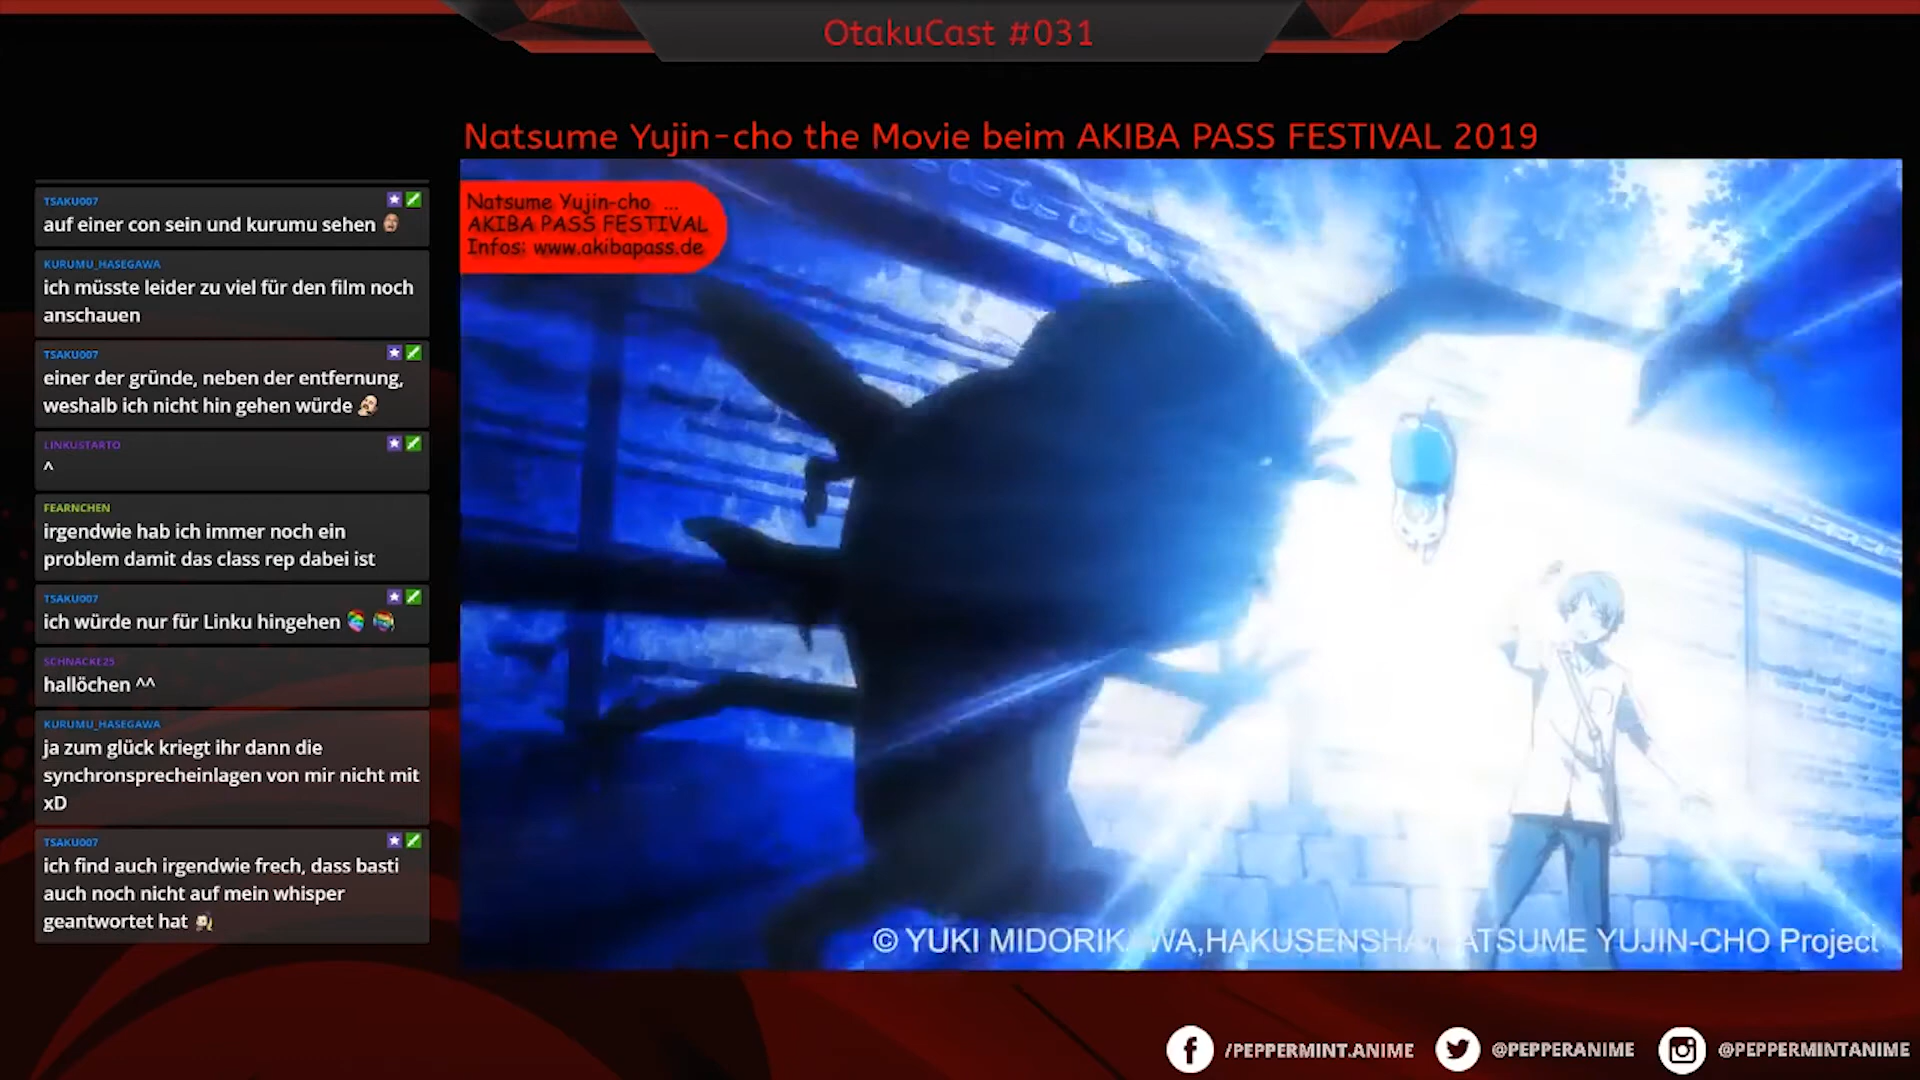 OtakuCast #031
Natsume Yujin-cho the Movie beim AKIBA PASS FESTIVAL 2019
Natsume Yujin-cho ...
AKIBA PASS FESTIVAL
Infos: www.akibapass.de
TSAKU007
auf einer con sein und kurumu sehen
KURUMU_HASEGAWA
ich müsste leider zu viel für den film noch
anschauen
TSAKU007
einer der gründe, neben der entfernung,
weshalb ich nicht hin gehen würde
LINKUSTARTO
^
FEARNCHEN
irgendwie hab ich immer noch ein
problem damit das class rep dabei ist
TSAKU007
ich würde nur für Linku hingehen
SCHNACKE25
hallöchen ^^
KURUMU_HASEGAWA
ja zum glück kriegt ihr dann die
synchronsprecheinlagen von mir nicht mit
xD
TSAKU007
ich find auch irgendwie frech, dass basti
auch noch nicht auf mein whisper
geantwortet hat
© YUKI MIDORIKAWA,HAKUSENSHA/NATSUME YUJIN-CHO Project
/PEPPERMINT.ANIME @PEPPERANIME @PEPPERMINTANIME